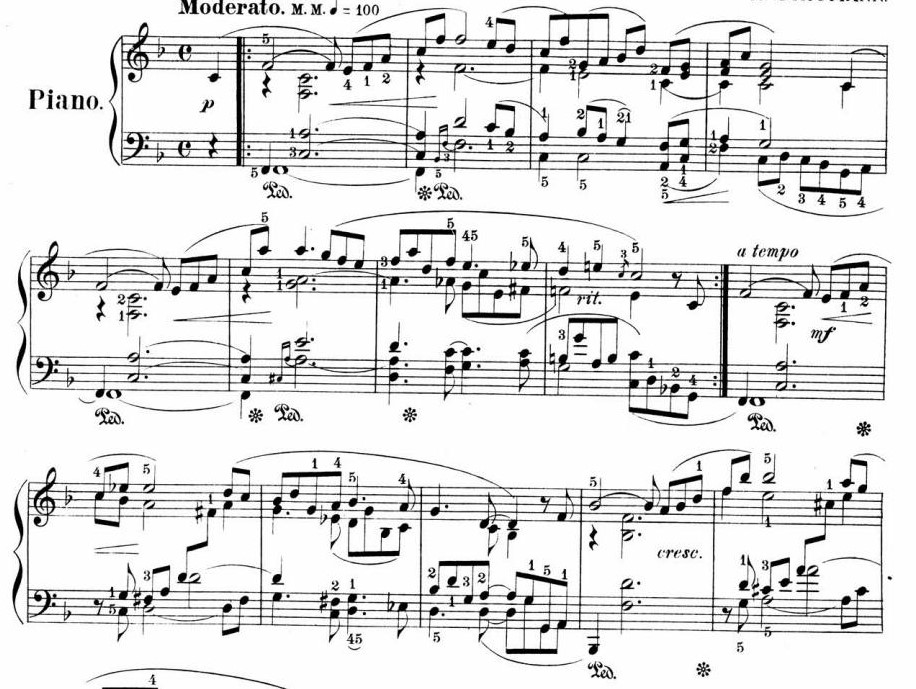 Moderato. M. M. ♩ = 100
Piano.
p
Ped.
Ped.
rit.
a tempo
mf
Ped.
Ped.
Ped.
cresc.
Ped.